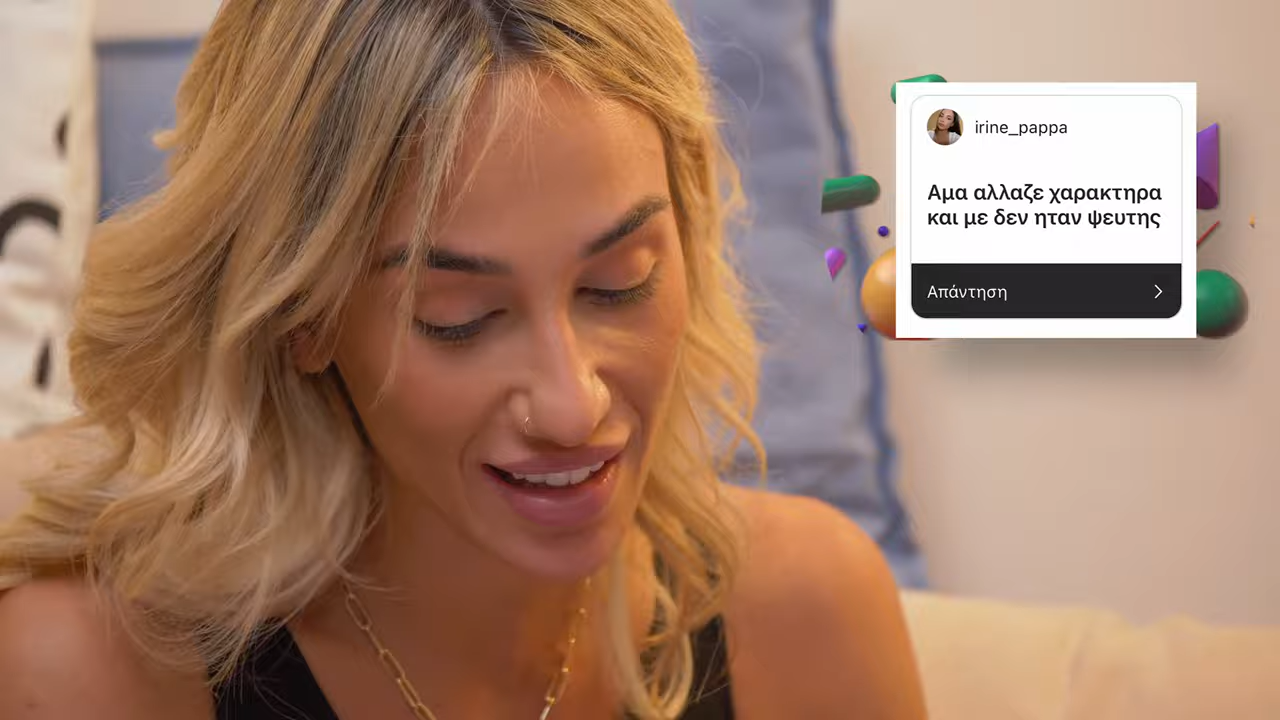 irine_pappa
Αμα αλλαζε χαρακτηρα
και με δεν ηταν ψευτης
Απάντηση